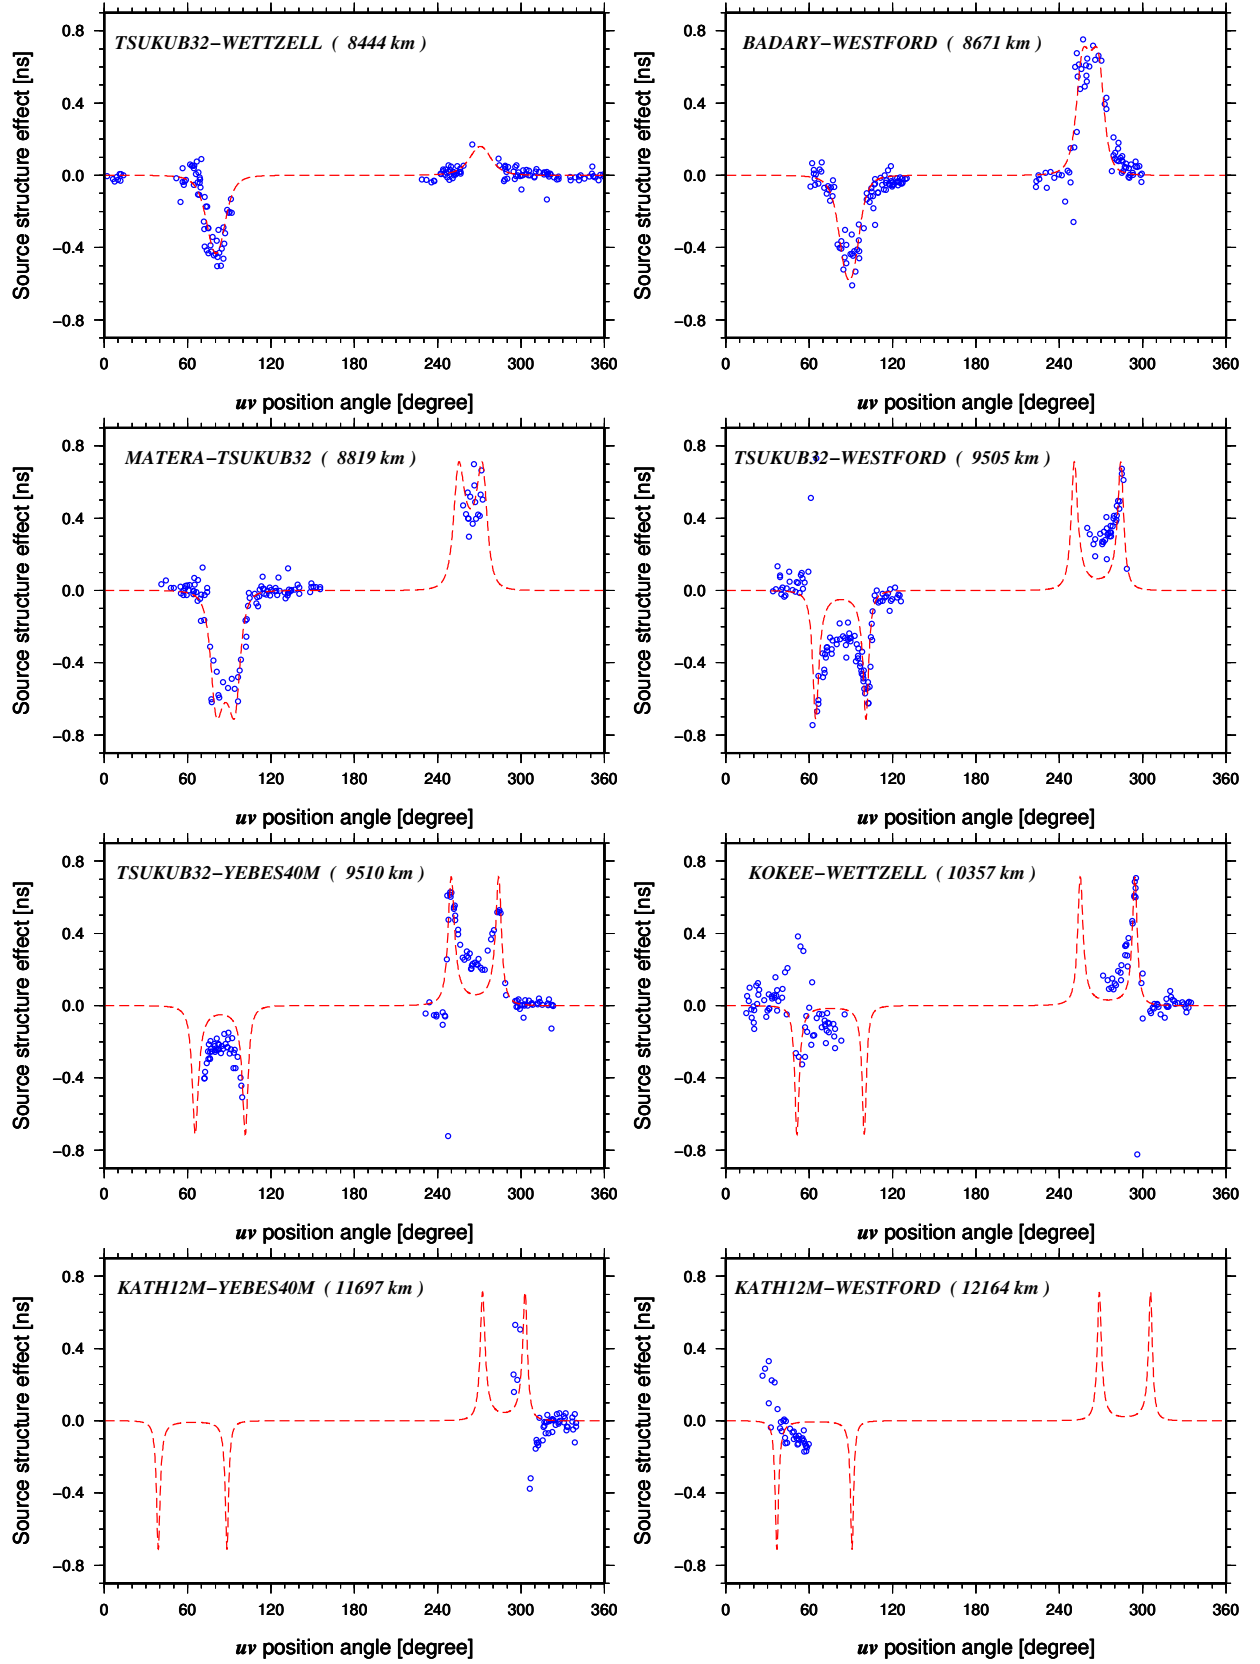 TSUKUB32−WETTZELL ( 8444 km )
Source structure effect [ns]
0.8
0.4
0.0
−0.4
−0.8
0 60 120 180 240 300 360
uv position angle [degree]
BADARY−WESTFORD ( 8671 km )
Source structure effect [ns]
0.8
0.4
0.0
−0.4
−0.8
0 60 120 180 240 300 360
uv position angle [degree]
MATERA−TSUKUB32 ( 8819 km )
Source structure effect [ns]
0.8
0.4
0.0
−0.4
−0.8
0 60 120 180 240 300 360
uv position angle [degree]
TSUKUB32−WESTFORD ( 9505 km )
Source structure effect [ns]
0.8
0.4
0.0
−0.4
−0.8
0 60 120 180 240 300 360
uv position angle [degree]
TSUKUB32−YEBES40M ( 9510 km )
Source structure effect [ns]
0.8
0.4
0.0
−0.4
−0.8
0 60 120 180 240 300 360
uv position angle [degree]
KOKEE−WETTZELL ( 10357 km )
Source structure effect [ns]
0.8
0.4
0.0
−0.4
−0.8
0 60 120 180 240 300 360
uv position angle [degree]
KATH12M−YEBES40M ( 11697 km )
Source structure effect [ns]
0.8
0.4
0.0
−0.4
−0.8
0 60 120 180 240 300 360
uv position angle [degree]
KATH12M−WESTFORD ( 12164 km )
Source structure effect [ns]
0.8
0.4
0.0
−0.4
−0.8
0 60 120 180 240 300 360
uv position angle [degree]